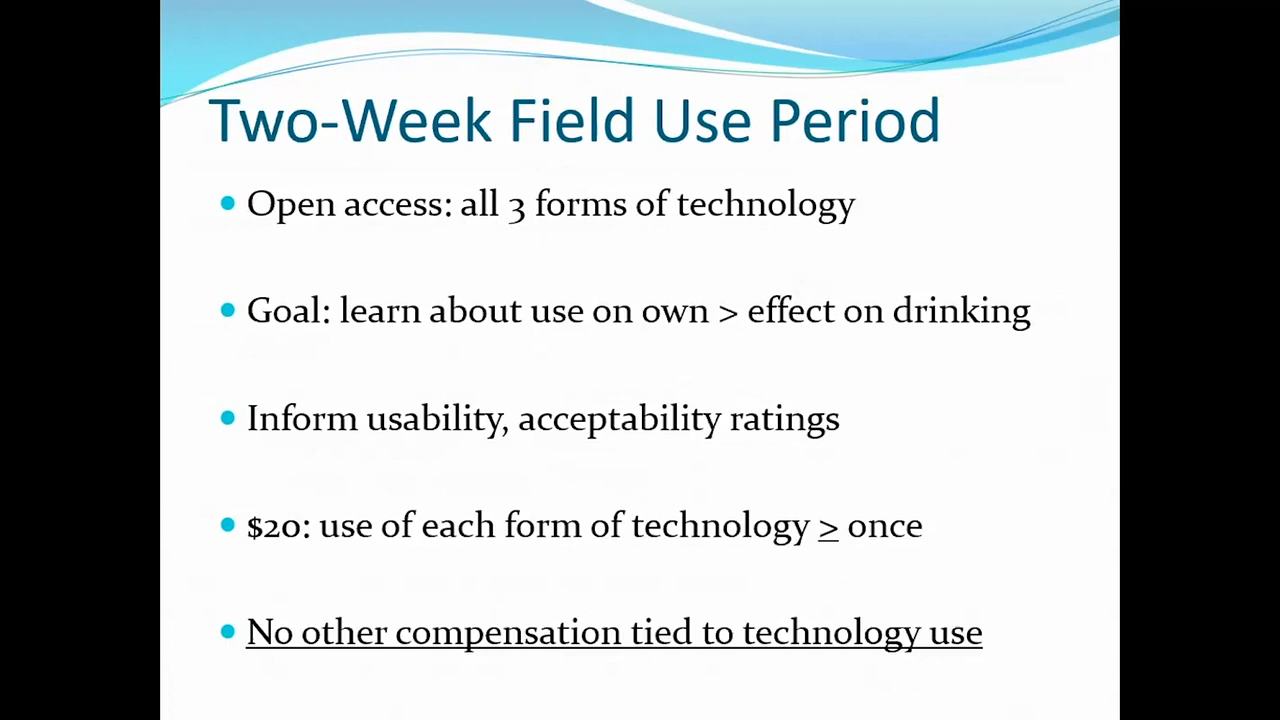 Two-Week Field Use Period
• Open access: all 3 forms of technology
• Goal: learn about use on own > effect on drinking
• Inform usability, acceptability ratings
• $20: use of each form of technology ≥ once
• No other compensation tied to technology use